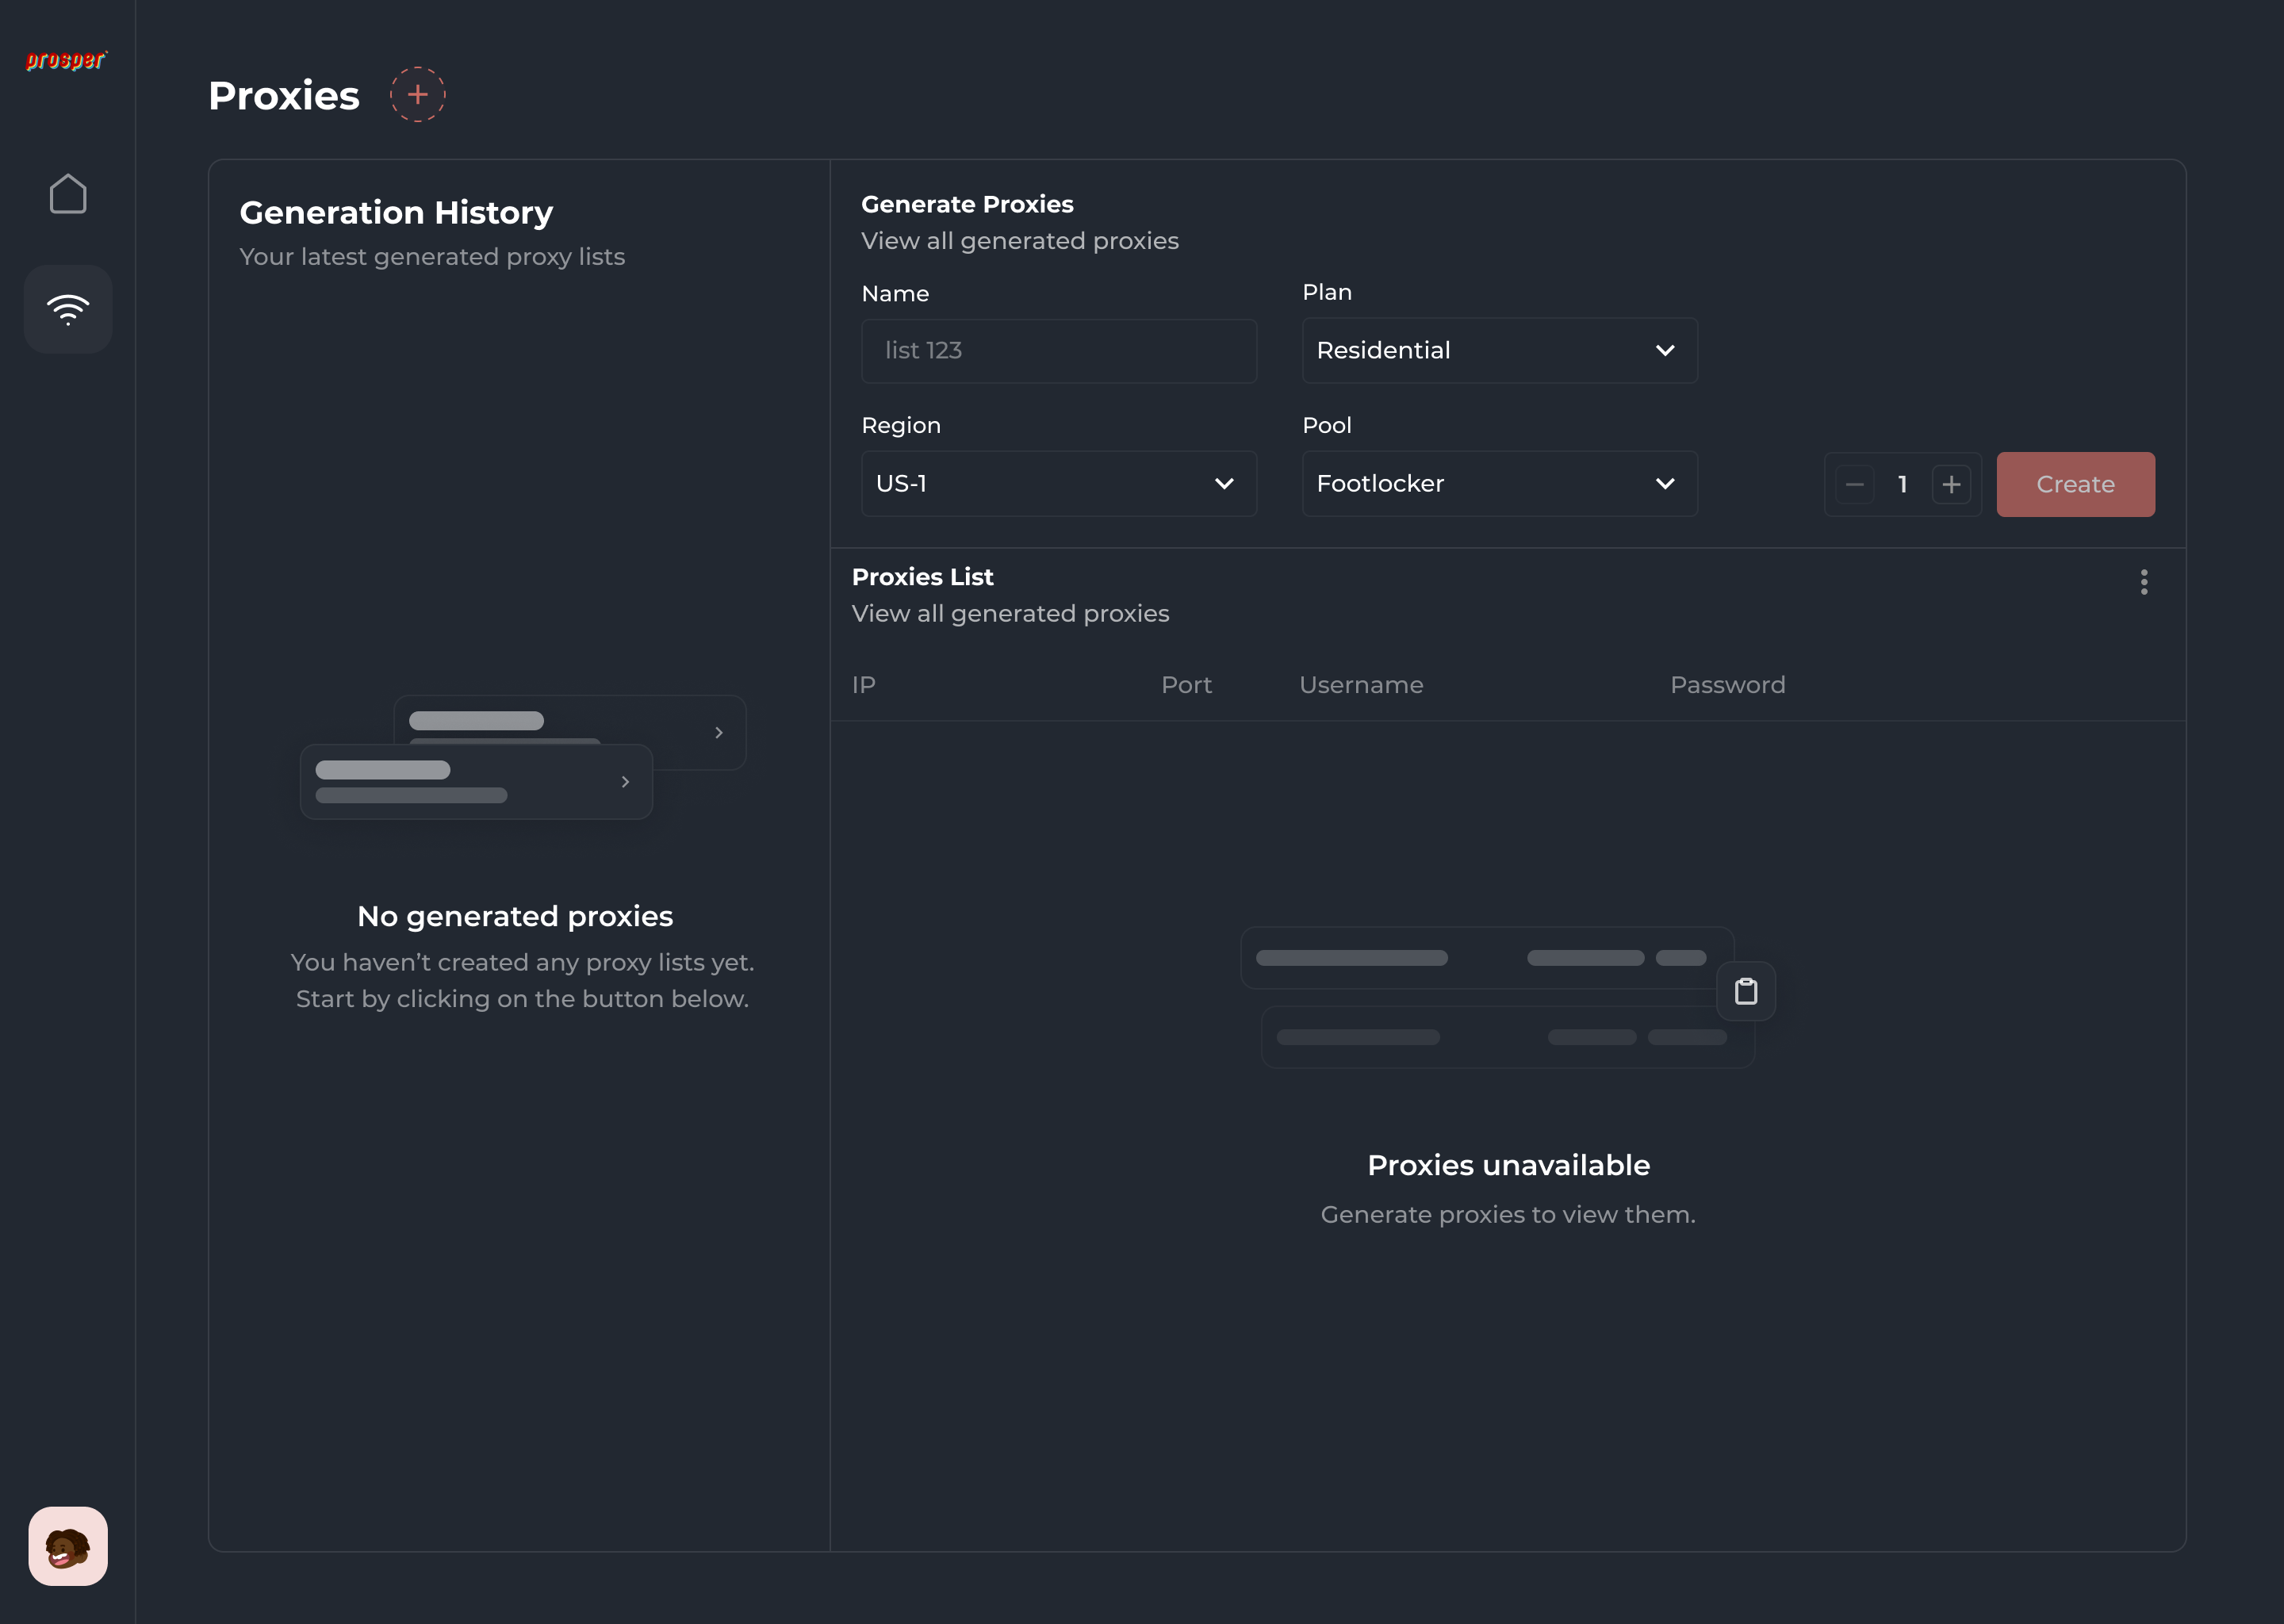 prosper
Proxies
Generation History
Your latest generated proxy lists
No generated proxies
You haven’t created any proxy lists yet.
Start by clicking on the button below.
Generate Proxies
View all generated proxies
Name
Plan
list 123
Residential
Region
Pool
US-1
Footlocker
1
Create
Proxies List
View all generated proxies
IP
Port
Username
Password
Proxies unavailable
Generate proxies to view them.